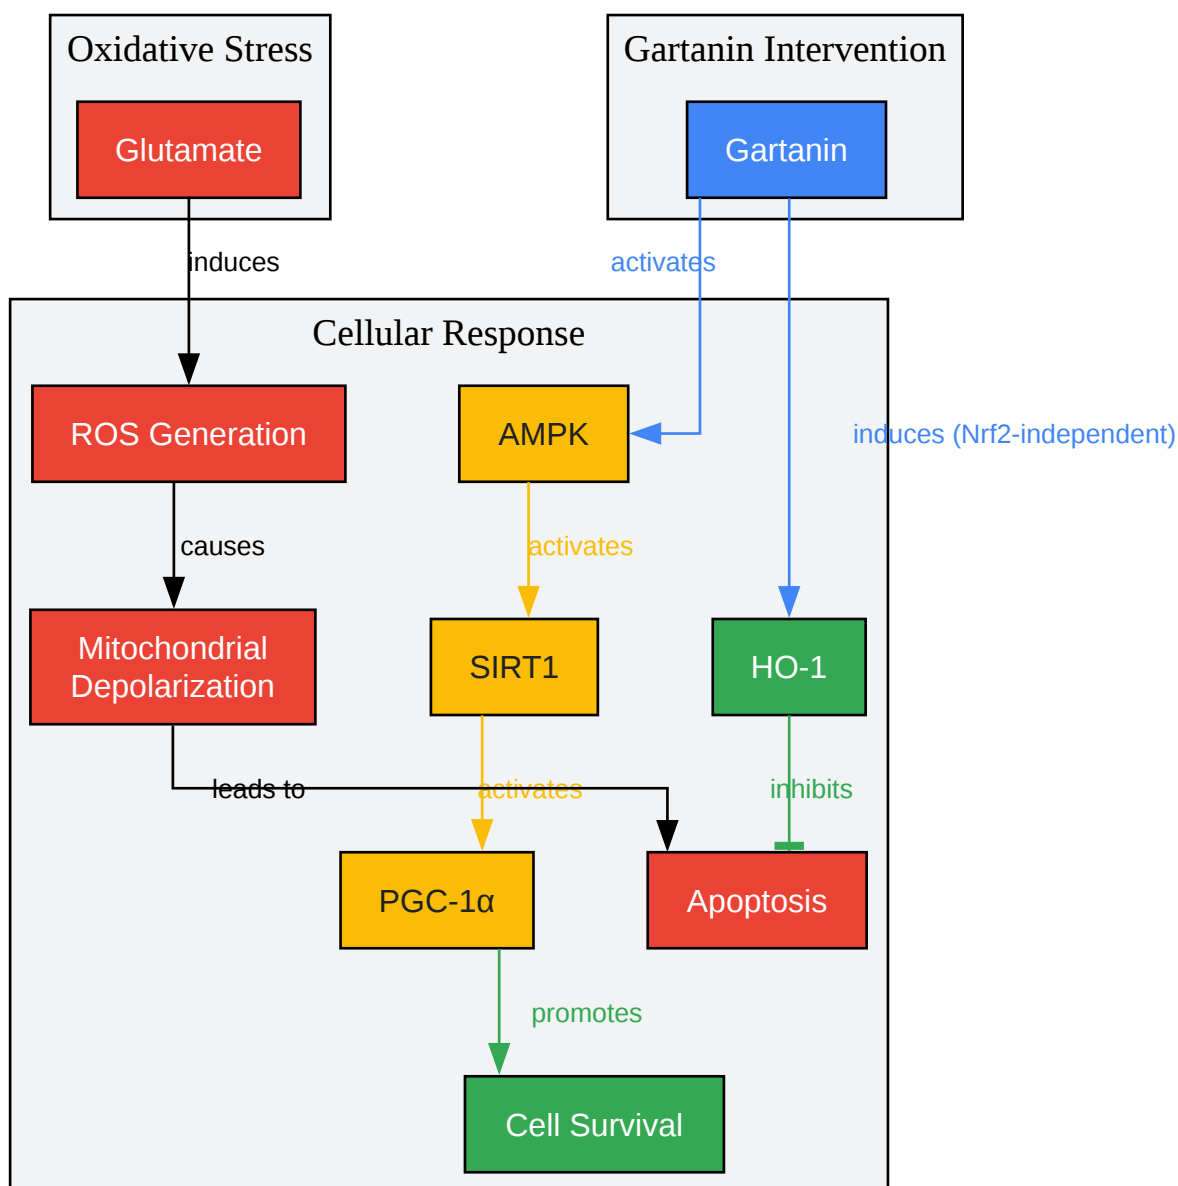 Oxidative Stress
Gartanin Intervention
Glutamate
Gartanin
induces
activates
Cellular Response
ROS Generation
AMPK
induces (Nrf2-independent)
causes
activates
Mitochondrial
Depolarization
SIRT1
HO-1
leads to
activates
inhibits
PGC-1α
Apoptosis
promotes
Cell Survival